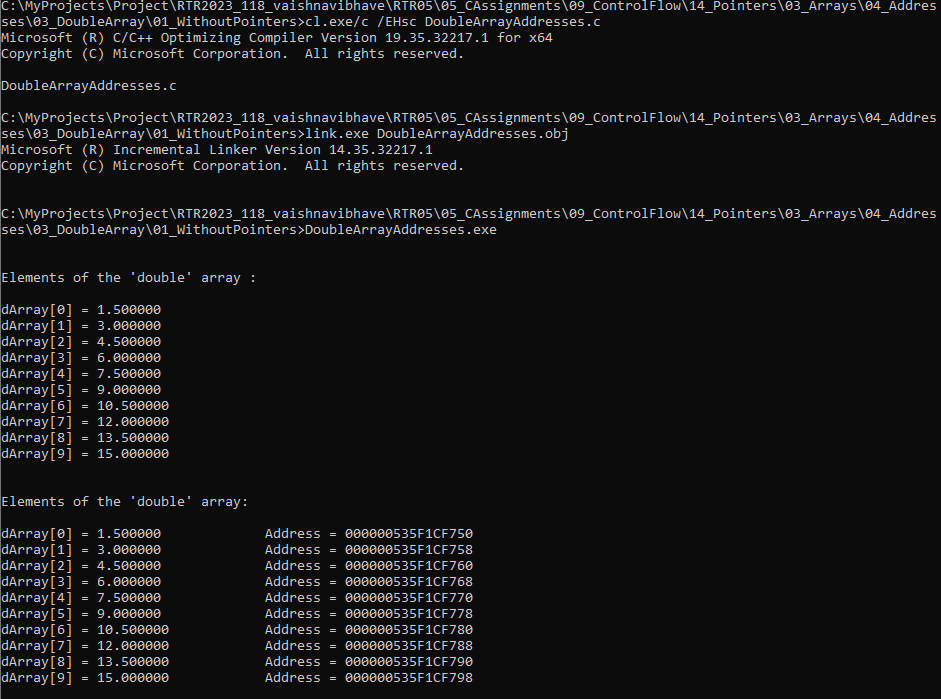 C:\MyProjects\Project\RTR2023_118_vaishnavibhave\RTR05\05_CAssignments\09_ControlFlow\14_Pointers\03_Arrays\04_Addres
ses\03_DoubleArray\01_WithoutPointers>cl.exe/c /EHsc DoubleArrayAddresses.c
Microsoft (R) C/C++ Optimizing Compiler Version 19.35.32217.1 for x64
Copyright (C) Microsoft Corporation.  All rights reserved.
DoubleArrayAddresses.c
C:\MyProjects\Project\RTR2023_118_vaishnavibhave\RTR05\05_CAssignments\09_ControlFlow\14_Pointers\03_Arrays\04_Addres
ses\03_DoubleArray\01_WithoutPointers>link.exe DoubleArrayAddresses.obj
Microsoft (R) Incremental Linker Version 14.35.32217.1
Copyright (C) Microsoft Corporation.  All rights reserved.
C:\MyProjects\Project\RTR2023_118_vaishnavibhave\RTR05\05_CAssignments\09_ControlFlow\14_Pointers\03_Arrays\04_Addres
ses\03_DoubleArray\01_WithoutPointers>DoubleArrayAddresses.exe
Elements of the 'double' array :
dArray[0] = 1.500000
dArray[1] = 3.000000
dArray[2] = 4.500000
dArray[3] = 6.000000
dArray[4] = 7.500000
dArray[5] = 9.000000
dArray[6] = 10.500000
dArray[7] = 12.000000
dArray[8] = 13.500000
dArray[9] = 15.000000
Elements of the 'double' array:
dArray[0] = 1.500000             Address = 000000535F1CF750
dArray[1] = 3.000000             Address = 000000535F1CF758
dArray[2] = 4.500000             Address = 000000535F1CF760
dArray[3] = 6.000000             Address = 000000535F1CF768
dArray[4] = 7.500000             Address = 000000535F1CF770
dArray[5] = 9.000000             Address = 000000535F1CF778
dArray[6] = 10.500000            Address = 000000535F1CF780
dArray[7] = 12.000000            Address = 000000535F1CF788
dArray[8] = 13.500000            Address = 000000535F1CF790
dArray[9] = 15.000000            Address = 000000535F1CF798